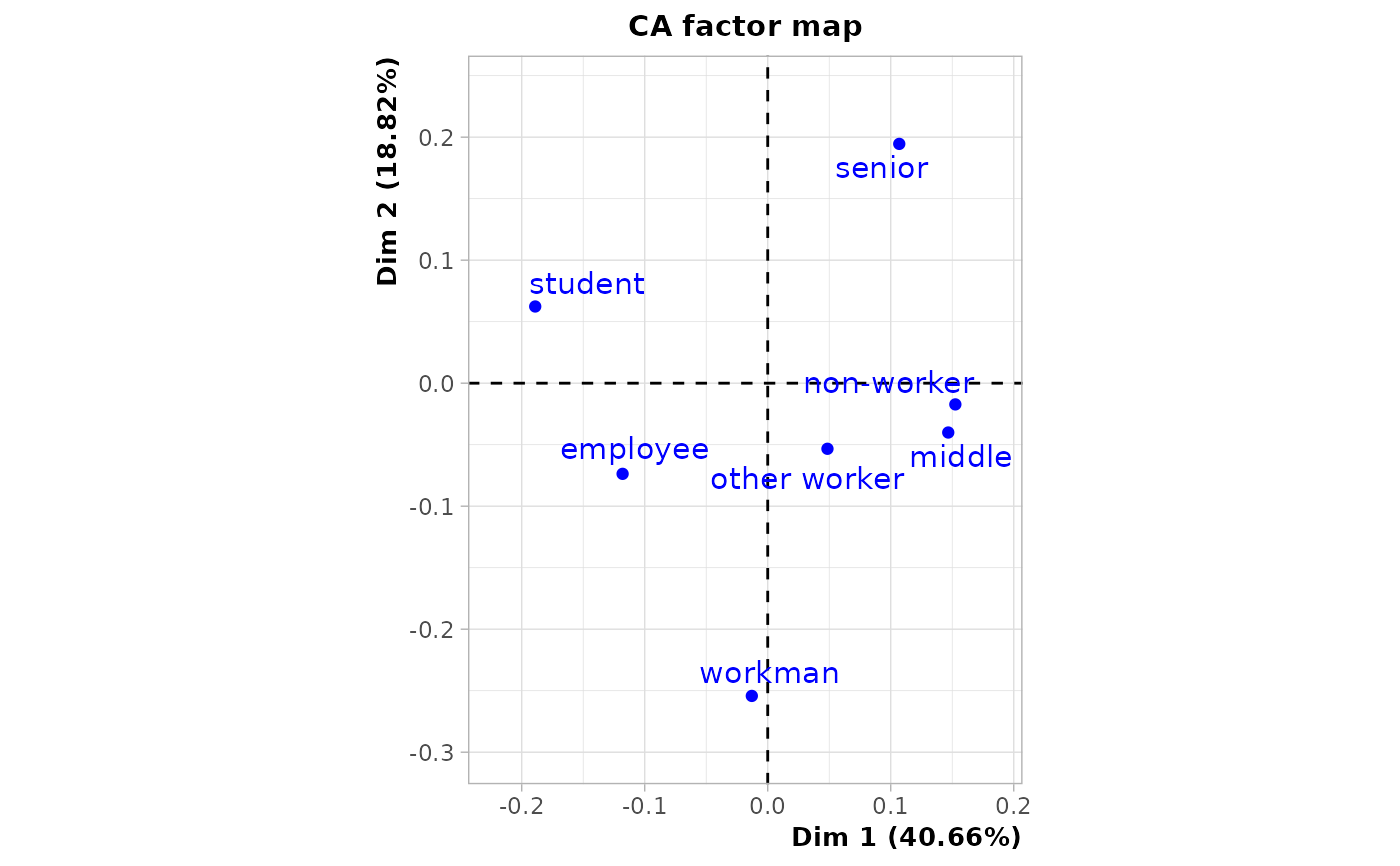 CA factor map
Dim 2 (18.82%)
0.2
0.1
0.0
-0.1
-0.2
-0.3
senior
student
non-worker
employee
middle
other worker
workman
-0.2
-0.1
0.0
0.1
0.2
Dim 1 (40.66%)